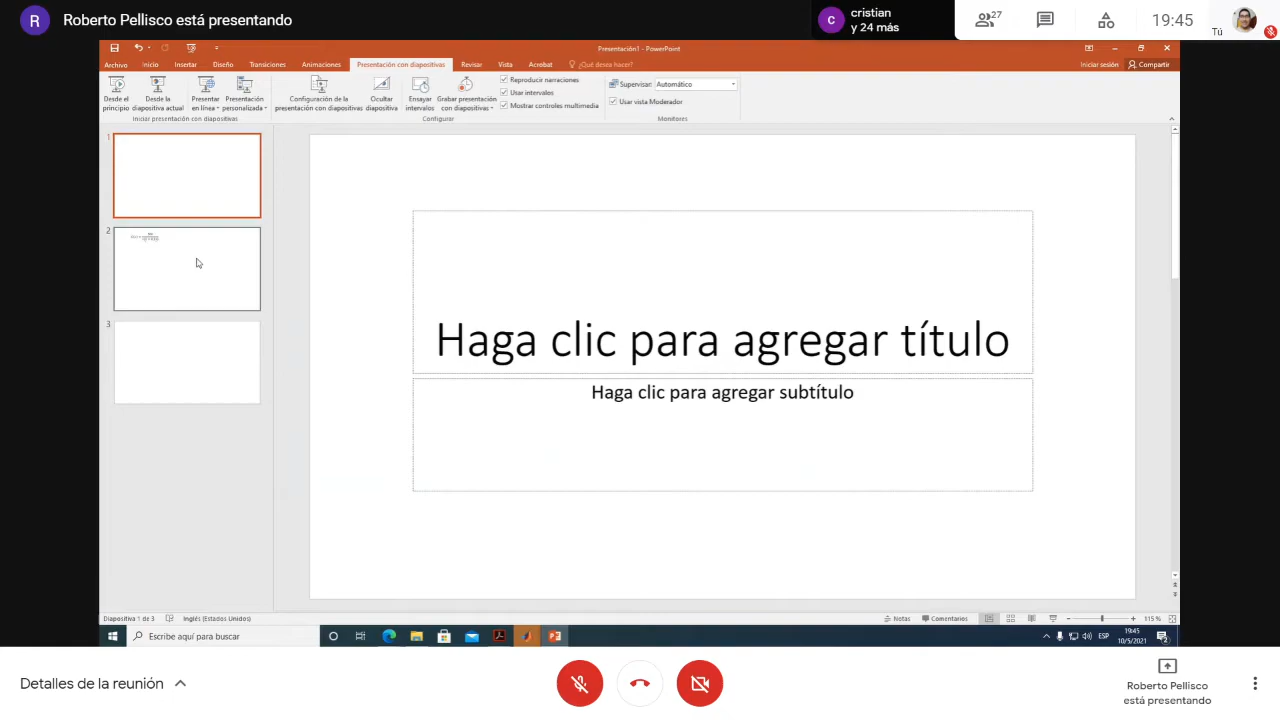 R Roberto Pellisco está presentando
c cristian
y 24 más
27
19:45
Tú
Presentación1 - PowerPoint
Archivo Inicio Insertar Diseño Transiciones Animaciones Presentación con diapositivas Revisar Vista Acrobat ¿Qué desea hacer? Iniciar sesión Compartir
Desde el principio
Desde la diapositiva actual
Presentar en línea
Presentación personalizada
Configuración de la presentación con diapositivas
Ocultar diapositiva
Ensayar intervalos
Grabar presentación con diapositivas
Reproducir narraciones
Usar intervalos
Mostrar controles multimedia
Supervisar: Automático
Usar vista Moderador
Iniciar presentación con diapositivas Configurar Monitores
1
2
3
Haga clic para agregar título
Haga clic para agregar subtítulo
Diapositiva 1 de 3 Inglés (Estados Unidos) Notas Comentarios 115 %
Escribe aquí para buscar
ESP
19:45
10/5/2021
2
Detalles de la reunión
Roberto Pellisco
está presentando